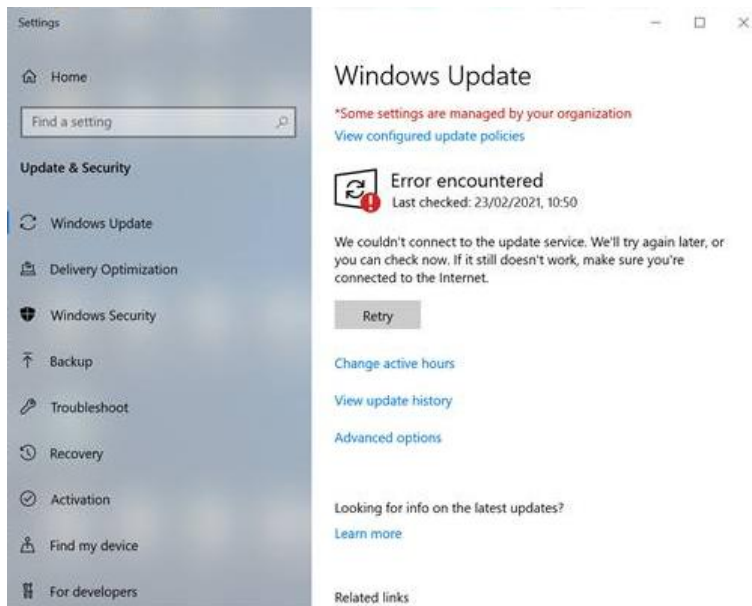 Settings
Home
Find a setting
Update & Security
Windows Update
Delivery Optimization
Windows Security
Backup
Troubleshoot
Recovery
Activation
Find my device
For developers
Windows Update
*Some settings are managed by your organization
View configured update policies
Error encountered
Last checked: 23/02/2021, 10:50
We couldn't connect to the update service. We'll try again later, or
you can check now. If it still doesn't work, make sure you're
connected to the Internet.
Retry
Change active hours
View update history
Advanced options
Looking for info on the latest updates?
Learn more
Related links